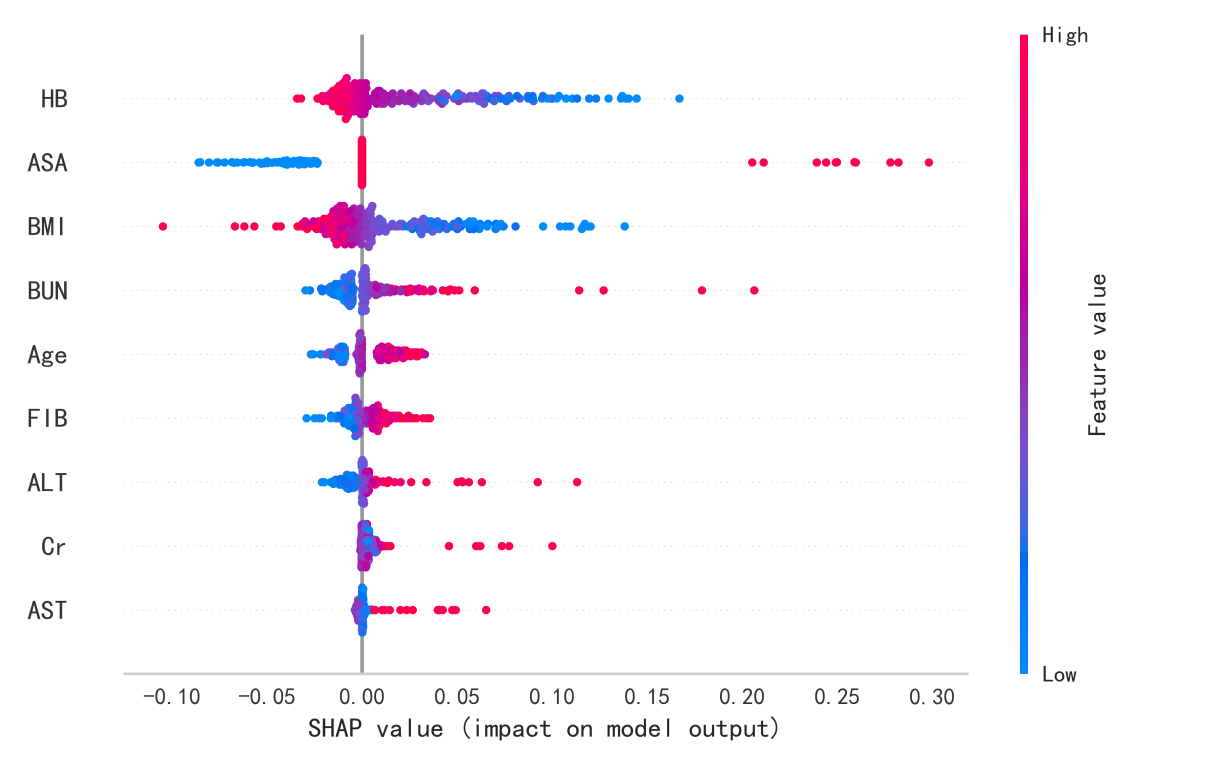 High
HB
ASA
BMI
BUN
Age
FIB
ALT
Cr
AST
Feature value
Low
-0.10 -0.05 0.00 0.05 0.10 0.15 0.20 0.25 0.30
SHAP value (impact on model output)